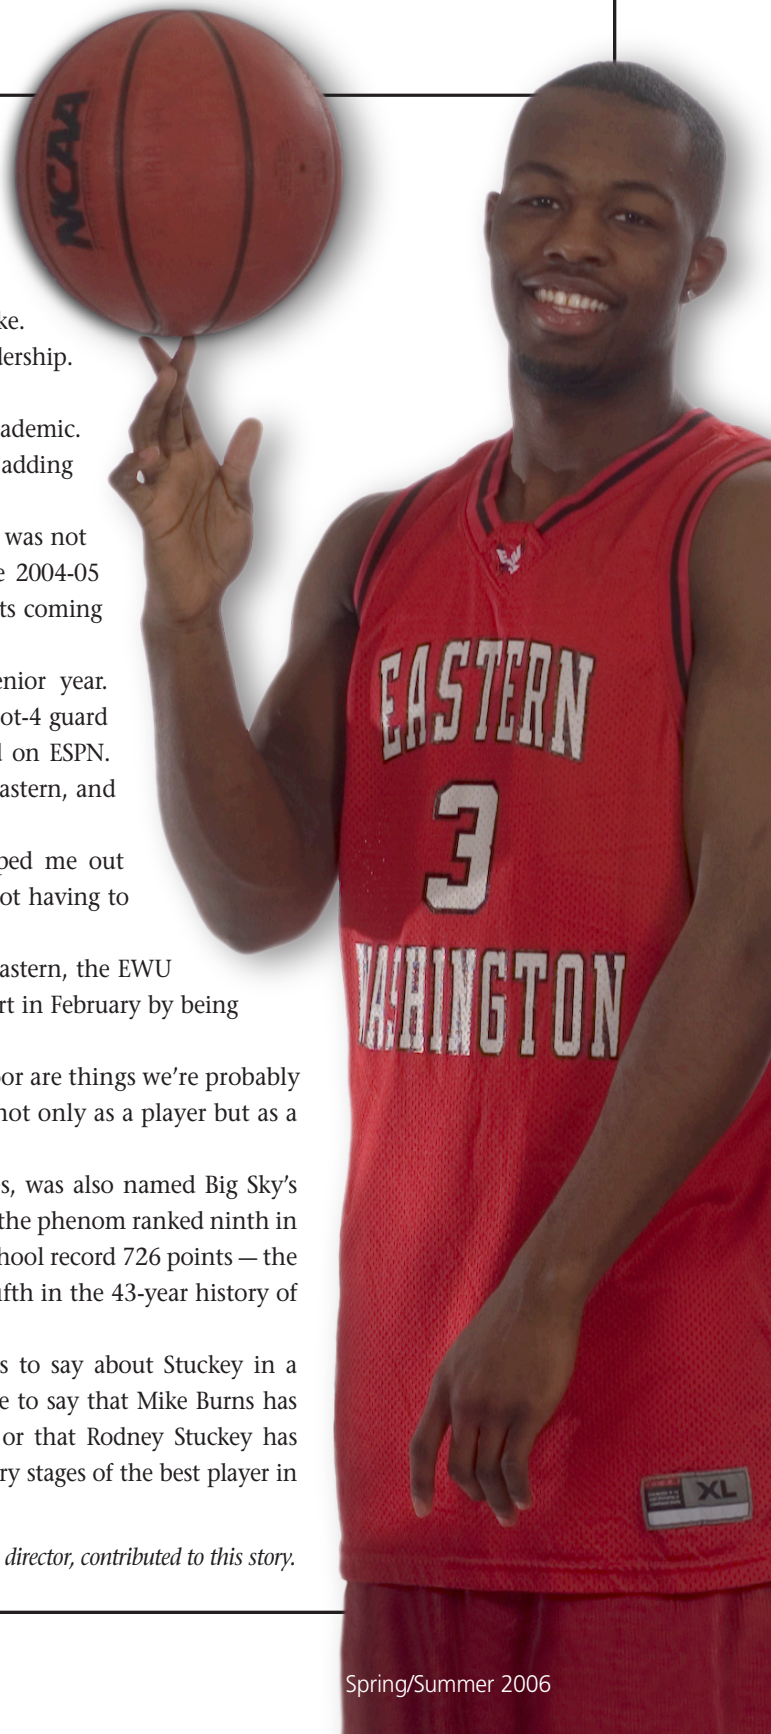 NCAA
ke.
lership.
ademic.
adding
was not
e 2004-05
ts coming
enior year.
ot-4 guard
l on ESPN.
astern, and
ped me out
ot having to
astern, the EWU
rt in February by being
oor are things we're probably
not only as a player but as a
s, was also named Big Sky's
the phenom ranked ninth in
hool record 726 points — the
ifth in the 43-year history of
s to say about Stuckey in a
e to say that Mike Burns has
or that Rodney Stuckey has
ry stages of the best player in
director, contributed to this story.
EASTERN
3
WASHINGTON
XL
Spring/Summer 2006